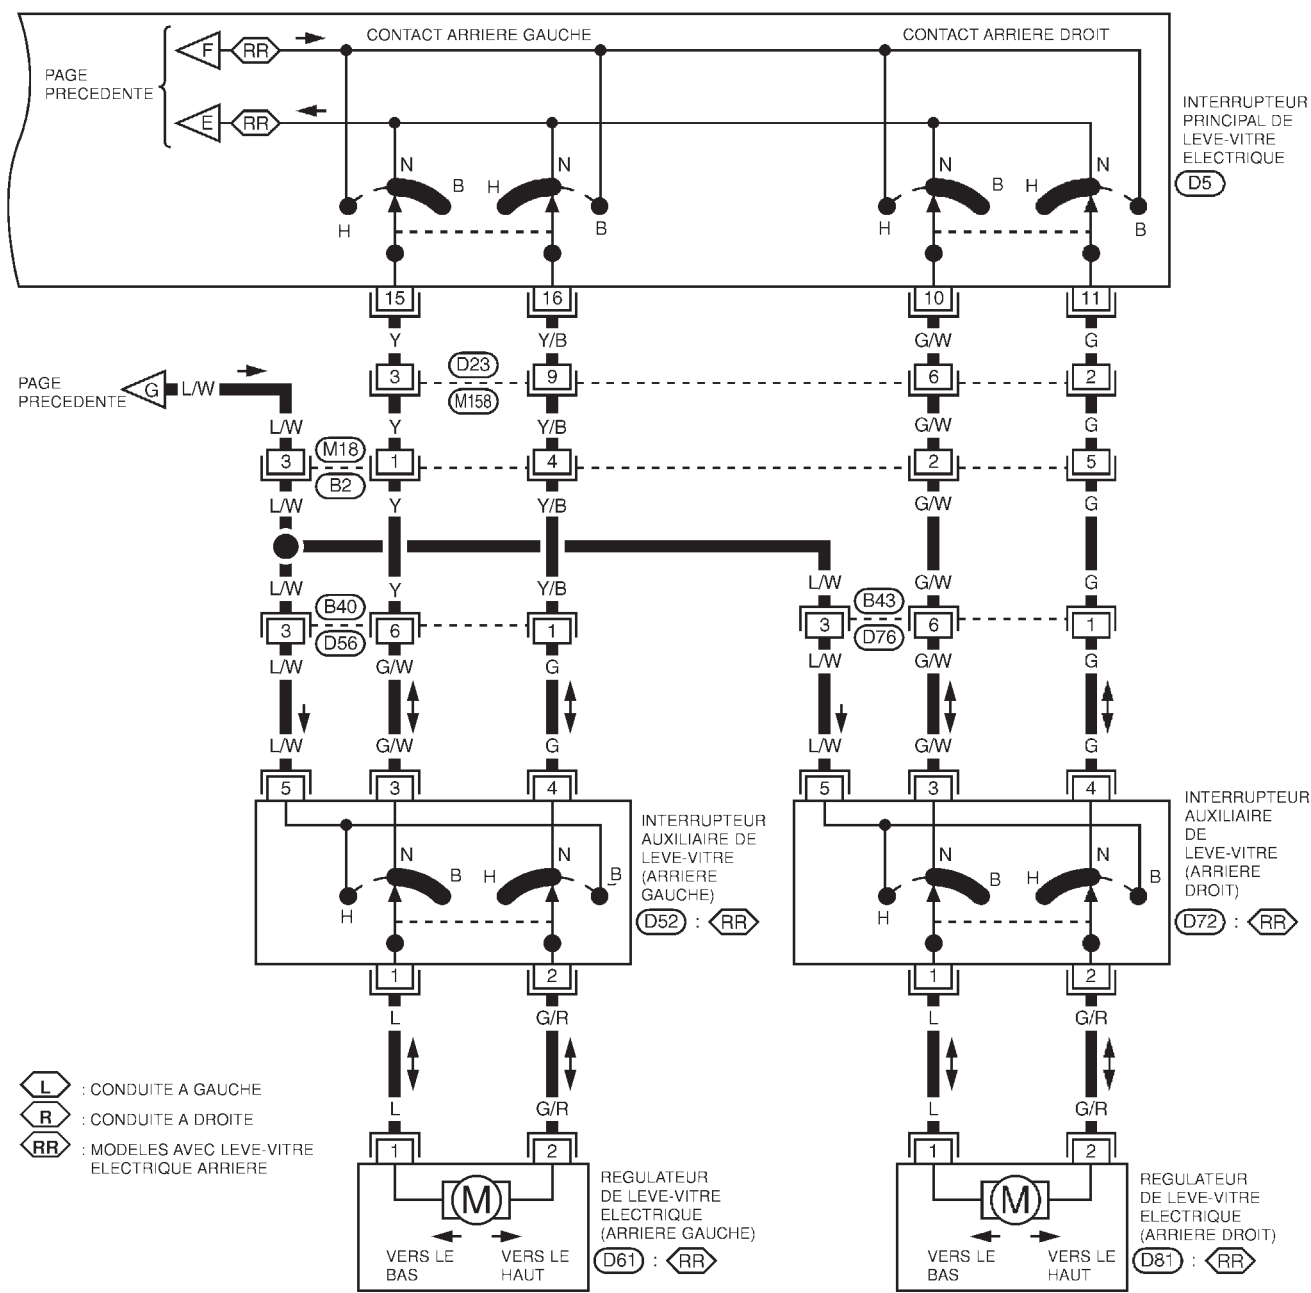 CONTACT ARRIERE GAUCHE
CONTACT ARRIERE DROIT
F
RR
PAGE
PRECEDENTE
E
RR
INTERRUPTEUR
PRINCIPAL DE
LEVE-VITRE
ELECTRIQUE
D5
N
B
H
N
N
B
H
N
H
B
H
B
15
16
10
11
Y
Y/B
G/W
G
D23
3
9
6
2
M158
PAGE
PRECEDENTE
G
L/W
L/W
Y
Y/B
G/W
G
M18
3
1
4
2
5
B2
L/W
Y
Y/B
G/W
G
L/W
Y
Y/B
L/W
G/W
G
B40
B43
3
6
1
3
6
1
D56
D76
L/W
G/W
G
L/W
G/W
G
L/W
G/W
G
L/W
G/W
G
5
3
4
5
3
4
INTERRUPTEUR
AUXILIAIRE DE
LEVE-VITRE
(ARRIERE
GAUCHE)
D52 : RR
INTERRUPTEUR
AUXILIAIRE
DE
LEVE-VITRE
(ARRIERE
DROIT)
D72 : RR
N
B
H
N
B
H
N
B
H
N
B
H
1
2
1
2
L
G/R
L
G/R
L
G/R
L
G/R
L : CONDUITE A GAUCHE
R : CONDUITE A DROITE
RR : MODELES AVEC LEVE-VITRE
ELECTRIQUE ARRIERE
1
2
1
2
M
M
VERS LE
BAS
VERS LE
HAUT
REGULATEUR
DE LEVE-VITRE
ELECTRIQUE
(ARRIERE GAUCHE)
D61 : RR
VERS LE
BAS
VERS LE
HAUT
REGULATEUR
DE LEVE-VITRE
ELECTRIQUE
(ARRIERE DROIT)
D81 : RR